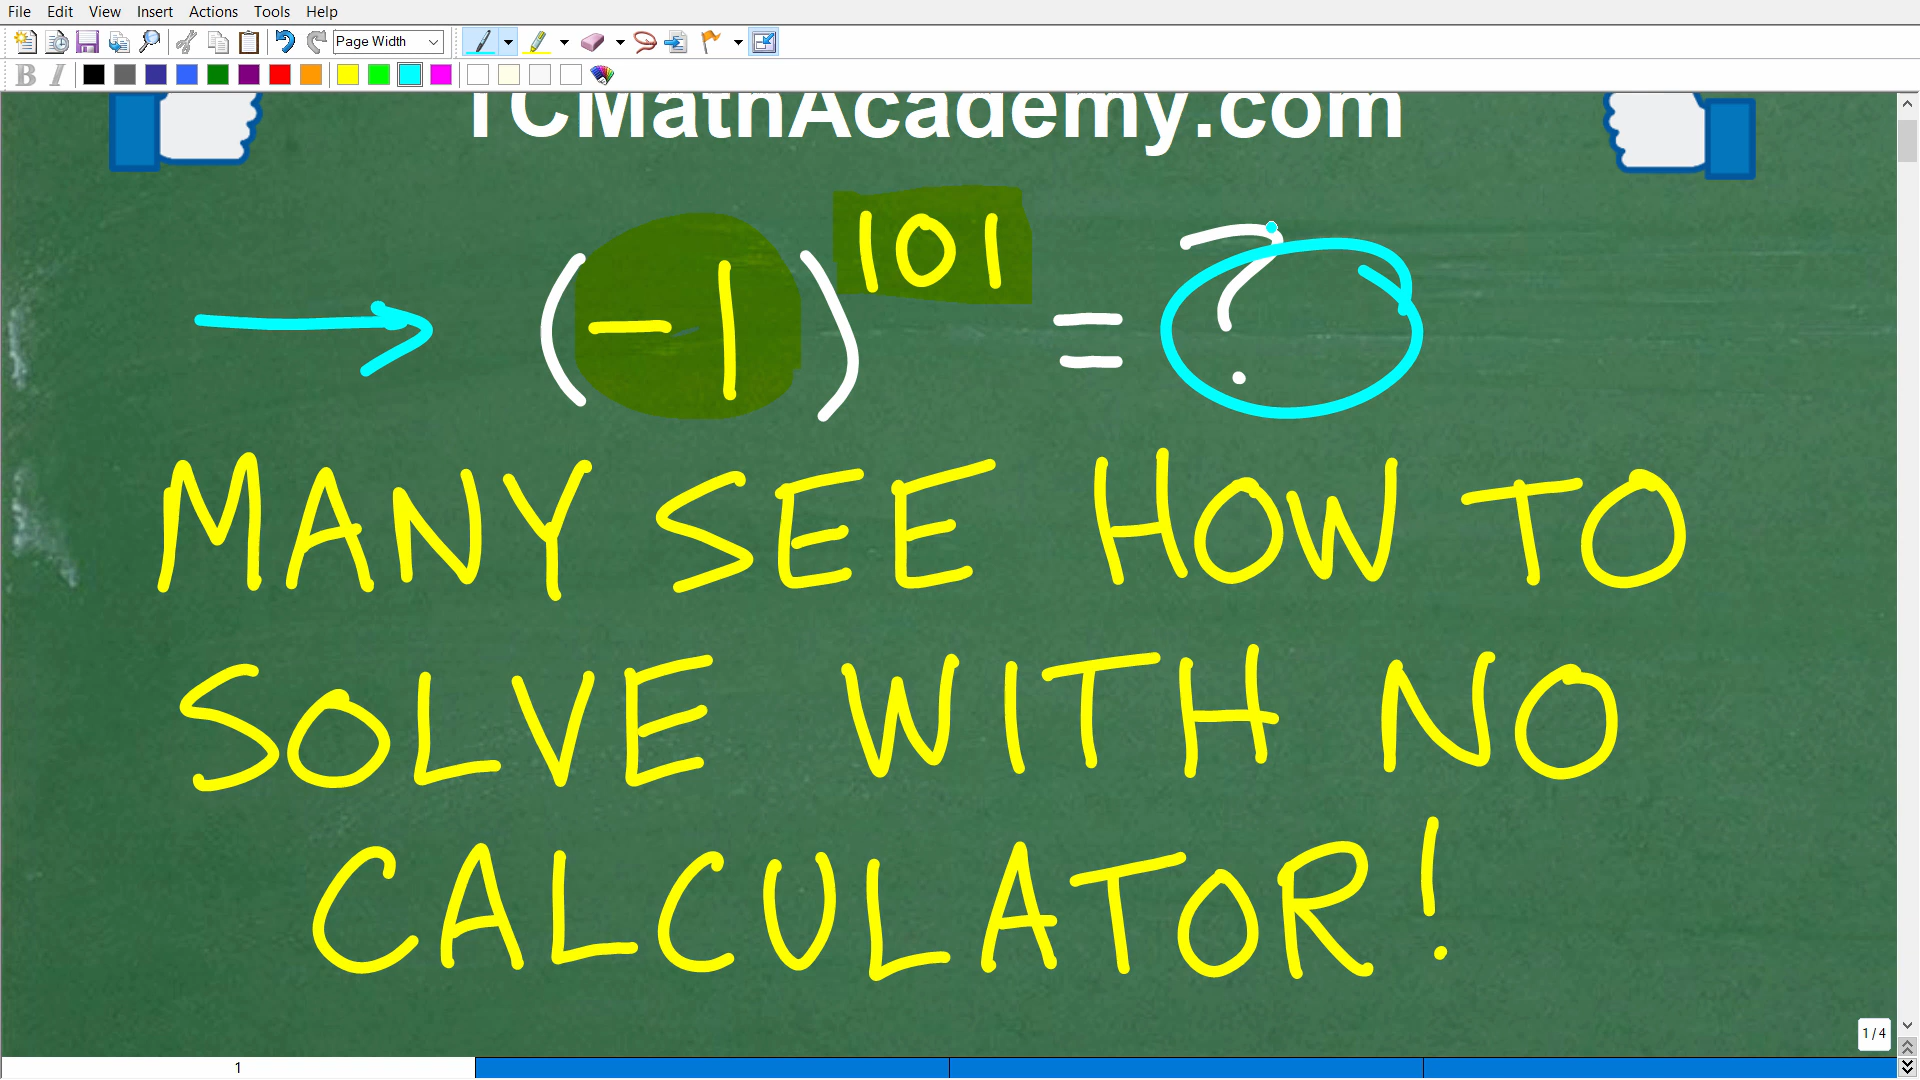 File Edit View Insert Actions Tools Help
Page Width
B I
TCMathAcademy.com
(-1)^101 = ?
MANY SEE HOW TO
SOLVE WITH NO
CALCULATOR!
1 / 4
1